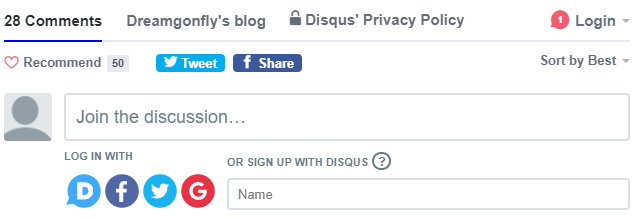 28 Comments Dreamgonfly's blog Disqus' Privacy Policy 1 Login
Recommend 50 Tweet f Share Sort by Best
Join the discussion…
LOG IN WITH OR SIGN UP WITH DISQUS ?
D f G
Name